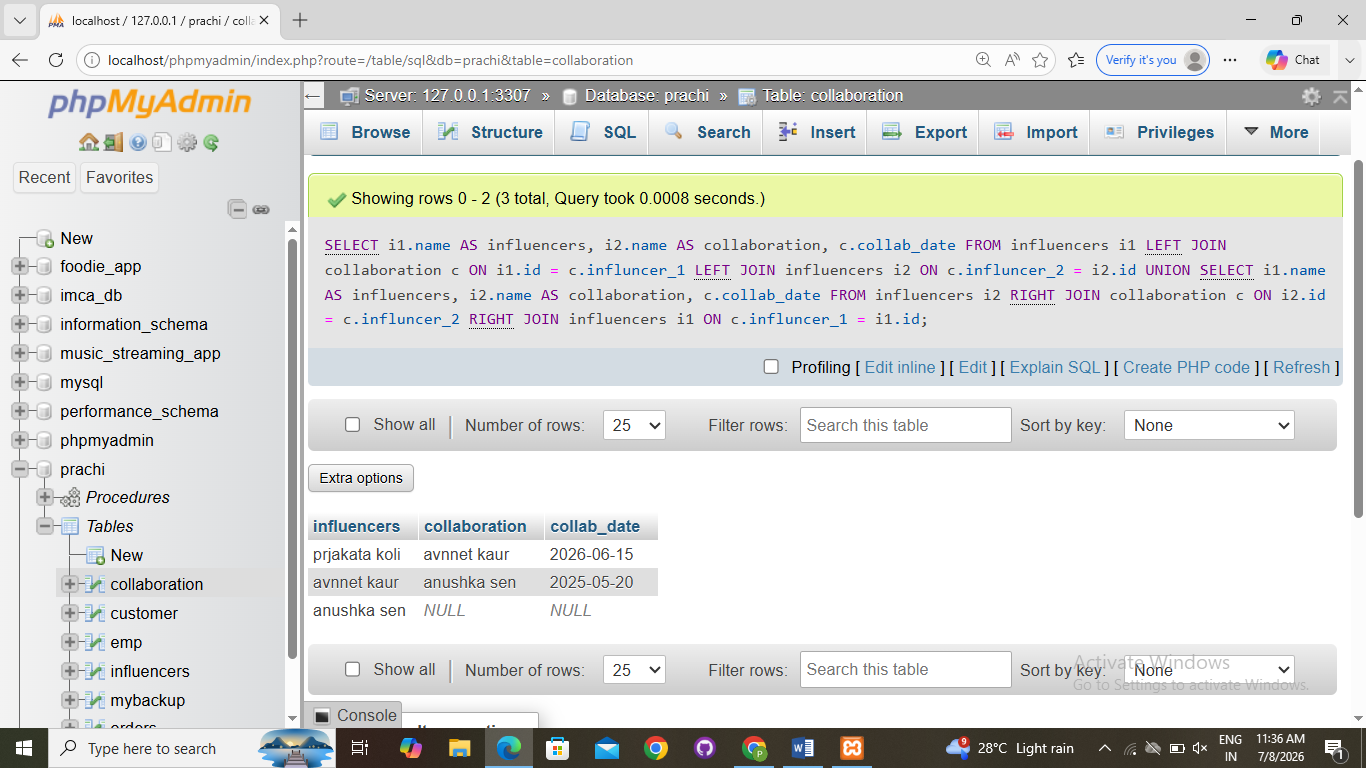 localhost / 127.0.0.1 / prachi / colla
localhost/phpmyadmin/index.php?route=/table/sql&db=prachi&table=collaboration
Verify it's you
Chat
phpMyAdmin
Recent Favorites
New
foodie_app
imca_db
information_schema
music_streaming_app
mysql
performance_schema
phpmyadmin
prachi
Procedures
Tables
New
collaboration
customer
emp
influencers
mybackup
orders
Server: 127.0.0.1:3307 » Database: prachi » Table: collaboration
Browse Structure SQL Search Insert Export Import Privileges More
Showing rows 0 - 2 (3 total, Query took 0.0008 seconds.)
SELECT i1.name AS influencers, i2.name AS collaboration, c.collab_date FROM influencers i1 LEFT JOIN
collaboration c ON i1.id = c.influncer_1 LEFT JOIN influencers i2 ON c.influncer_2 = i2.id UNION SELECT i1.name
AS influencers, i2.name AS collaboration, c.collab_date FROM influencers i2 RIGHT JOIN collaboration c ON i2.id
= c.influncer_2 RIGHT JOIN influencers i1 ON c.influncer_1 = i1.id;
Profiling [ Edit inline ] [ Edit ] [ Explain SQL ] [ Create PHP code ] [ Refresh ]
Show all Number of rows: 25 Filter rows: Search this table Sort by key: None
Extra options
influencers collaboration collab_date
prjakata koli avnnet kaur 2026-06-15
avnnet kaur anushka sen 2025-05-20
anushka sen NULL NULL
Show all Number of rows: 25 Filter rows: Search this table Sort by key: None
Activate Windows
Go to Settings to activate Windows.
Console
Type here to search
9
28°C Light rain
ENG
IN
11:36 AM
7/8/2026
1